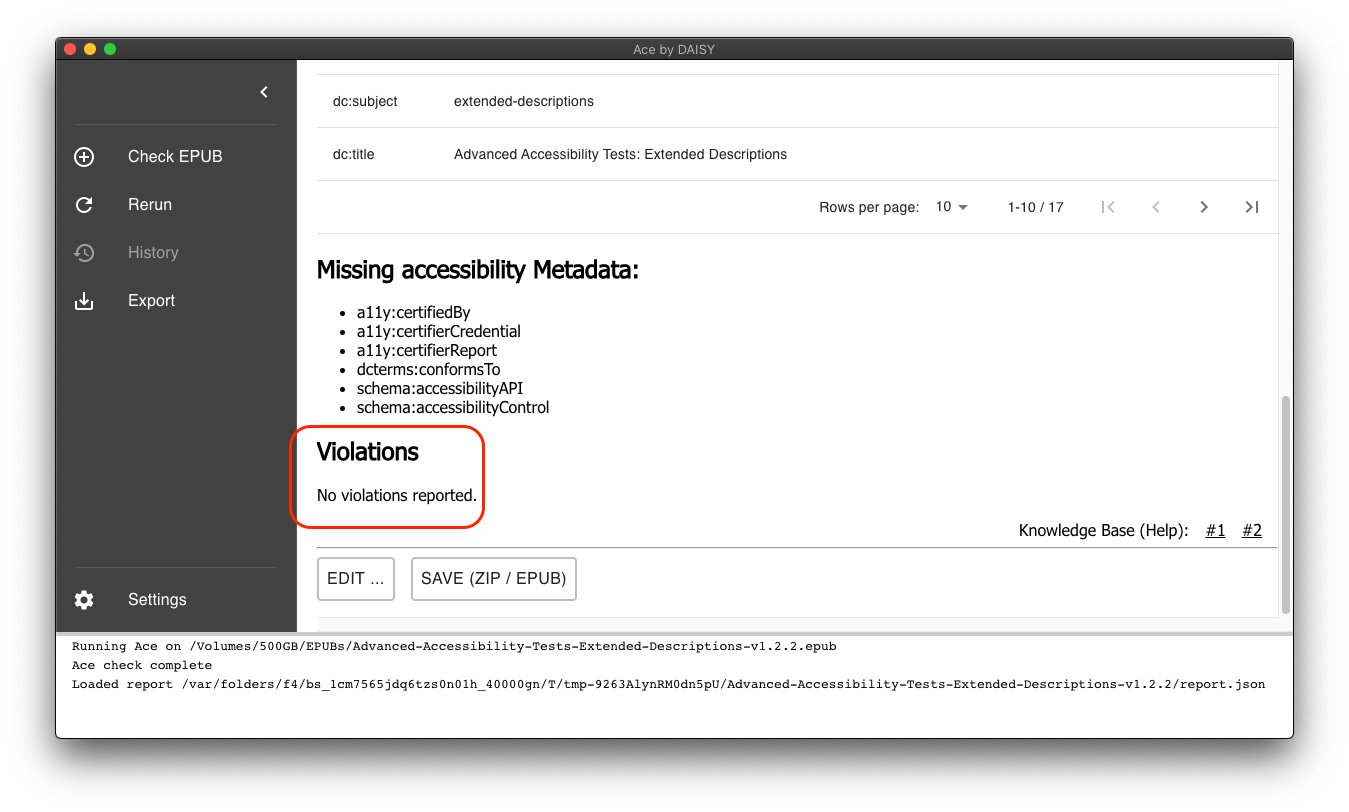 Ace by DAISY
dc:subject extended-descriptions
Check EPUB
dc:title Advanced Accessibility Tests: Extended Descriptions
Rerun
Rows per page: 10 1-10 / 17
History
Export
Missing accessibility Metadata:
• a11y:certifiedBy
• a11y:certifierCredential
• a11y:certifierReport
• dcterms:conformsTo
• schema:accessibilityAPI
• schema:accessibilityControl
Violations
No violations reported.
Knowledge Base (Help): #1 #2
EDIT ... SAVE (ZIP / EPUB)
Settings
Running Ace on /Volumes/500GB/EPUBs/Advanced-Accessibility-Tests-Extended-Descriptions-v1.2.2.epub
Ace check complete
Loaded report /var/folders/f4/bs_1cm7565jdq6tzs0n01h_40000gn/T/tmp-9263AlynRM0dn5pU/Advanced-Accessibility-Tests-Extended-Descriptions-v1.2.2/report.json